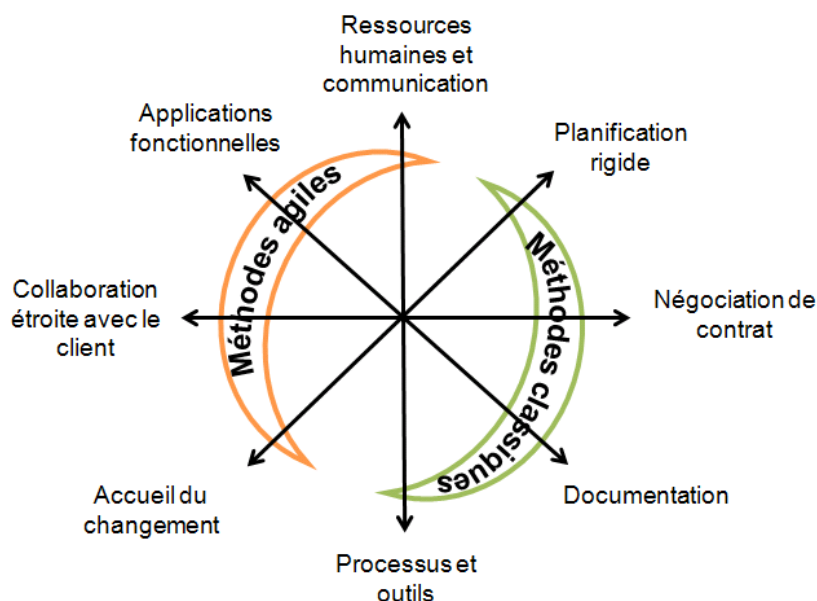 Ressources
humaines et
communication
Applications
fonctionnelles
Planification
rigide
Méthodes agiles
Méthodes classiques
Collaboration
étroite avec le
client
Négociation de
contrat
Accueil du
changement
Documentation
Processus et
outils